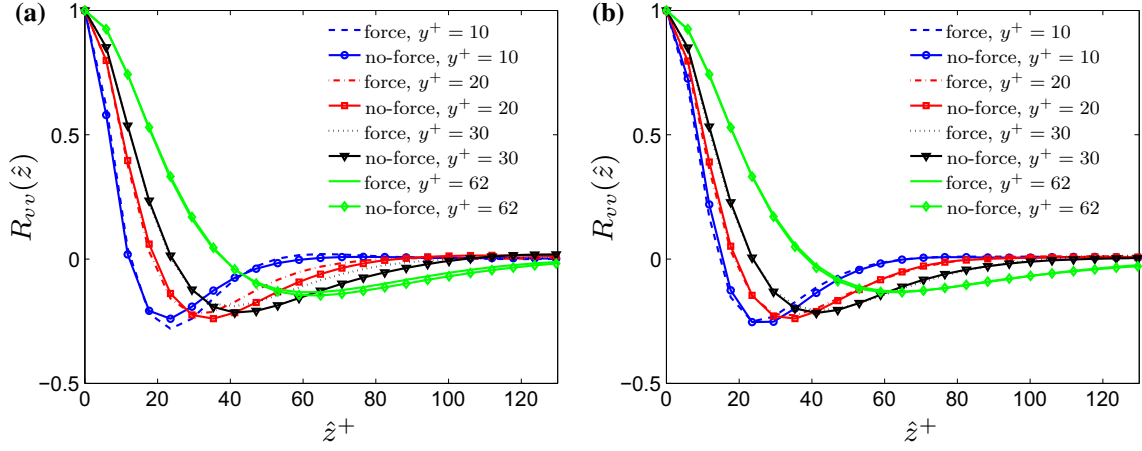 (a)
1
0.5
0
−0.5
0
20
40
60
80
100
120
R_{vv}(ẑ)
ẑ⁺
force, y⁺ = 10
no-force, y⁺ = 10
force, y⁺ = 20
no-force, y⁺ = 20
force, y⁺ = 30
no-force, y⁺ = 30
force, y⁺ = 62
no-force, y⁺ = 62
(b)
1
0.5
0
−0.5
0
20
40
60
80
100
120
R_{vv}(ẑ)
ẑ⁺
force, y⁺ = 10
no-force, y⁺ = 10
force, y⁺ = 20
no-force, y⁺ = 20
force, y⁺ = 30
no-force, y⁺ = 30
force, y⁺ = 62
no-force, y⁺ = 62